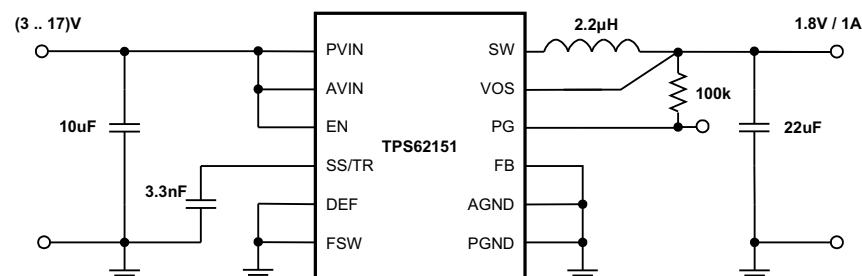 (3 .. 17)V
2.2µH
1.8V / 1A
PVIN
SW
AVIN
VOS
100k
10uF
EN
PG
22uF
TPS62151
SS/TR
FB
3.3nF
DEF
AGND
FSW
PGND